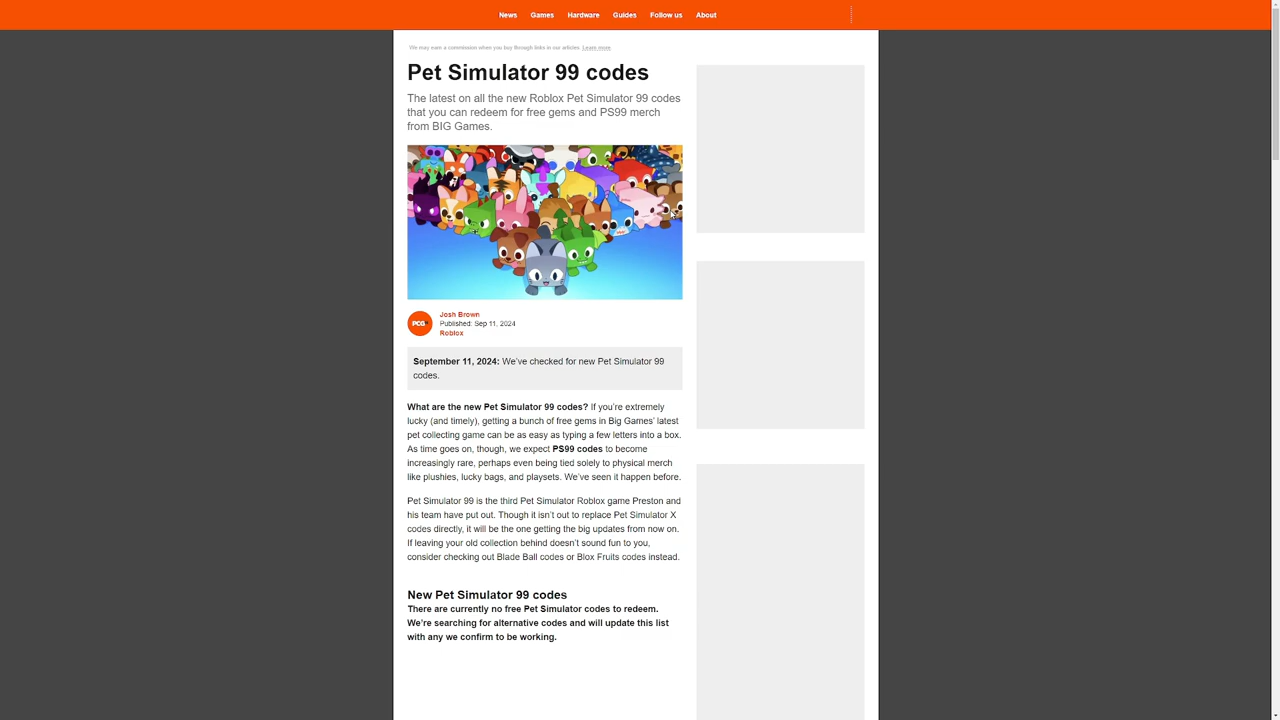 News Games Hardware Guides Follow us About
We may earn a commission when you buy through links in our articles. Learn more
Pet Simulator 99 codes
The latest on all the new Roblox Pet Simulator 99 codes
that you can redeem for free gems and PS99 merch
from BIG Games.
PCG
Josh Brown
Published: Sep 11, 2024
Roblox
September 11, 2024: We've checked for new Pet Simulator 99
codes.
What are the new Pet Simulator 99 codes? If you're extremely
lucky (and timely), getting a bunch of free gems in Big Games' latest
pet collecting game can be as easy as typing a few letters into a box.
As time goes on, though, we expect PS99 codes to become
increasingly rare, perhaps even being tied solely to physical merch
like plushies, lucky bags, and playsets. We've seen it happen before.
Pet Simulator 99 is the third Pet Simulator Roblox game Preston and
his team have put out. Though it isn't out to replace Pet Simulator X
codes directly, it will be the one getting the big updates from now on.
If leaving your old collection behind doesn't sound fun to you,
consider checking out Blade Ball codes or Blox Fruits codes instead.
New Pet Simulator 99 codes
There are currently no free Pet Simulator codes to redeem.
We're searching for alternative codes and will update this list
with any we confirm to be working.